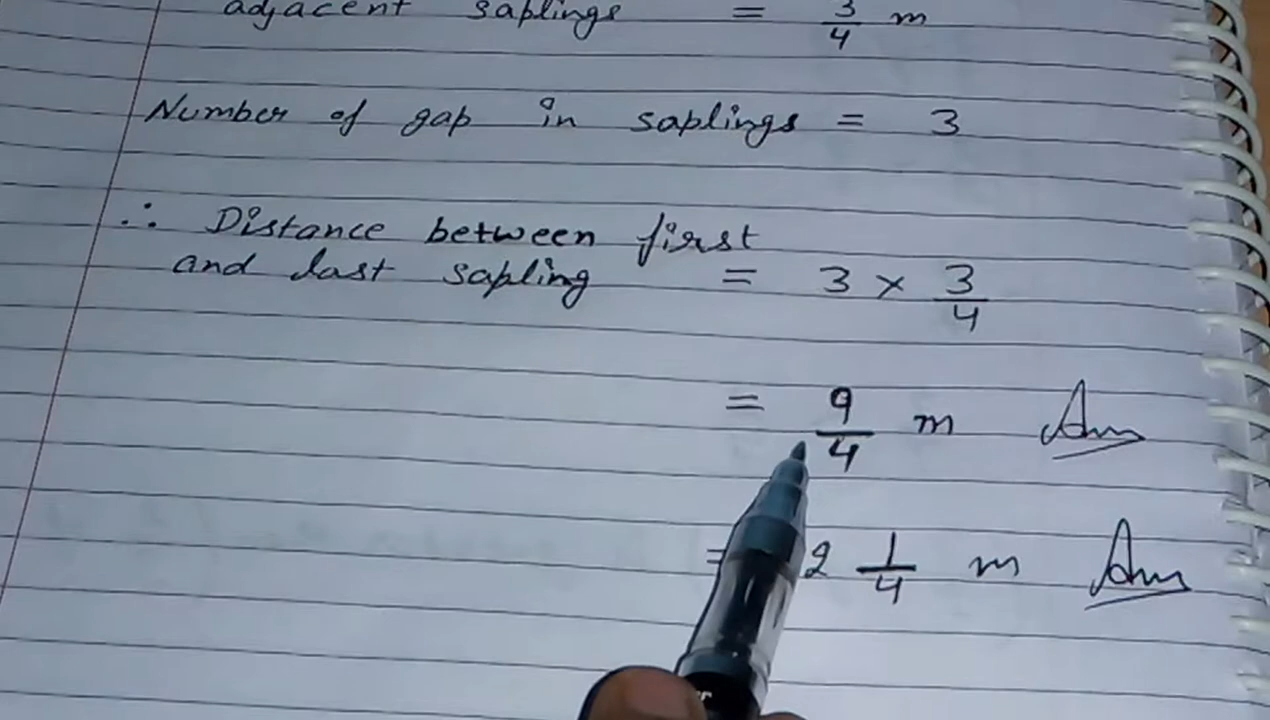 adjacent saplings = 3/4 m
Number of gap in saplings = 3
∴ Distance between first
and last sapling = 3 × 3/4
= 9/4 m Ans
= 2 1/4 m Ans